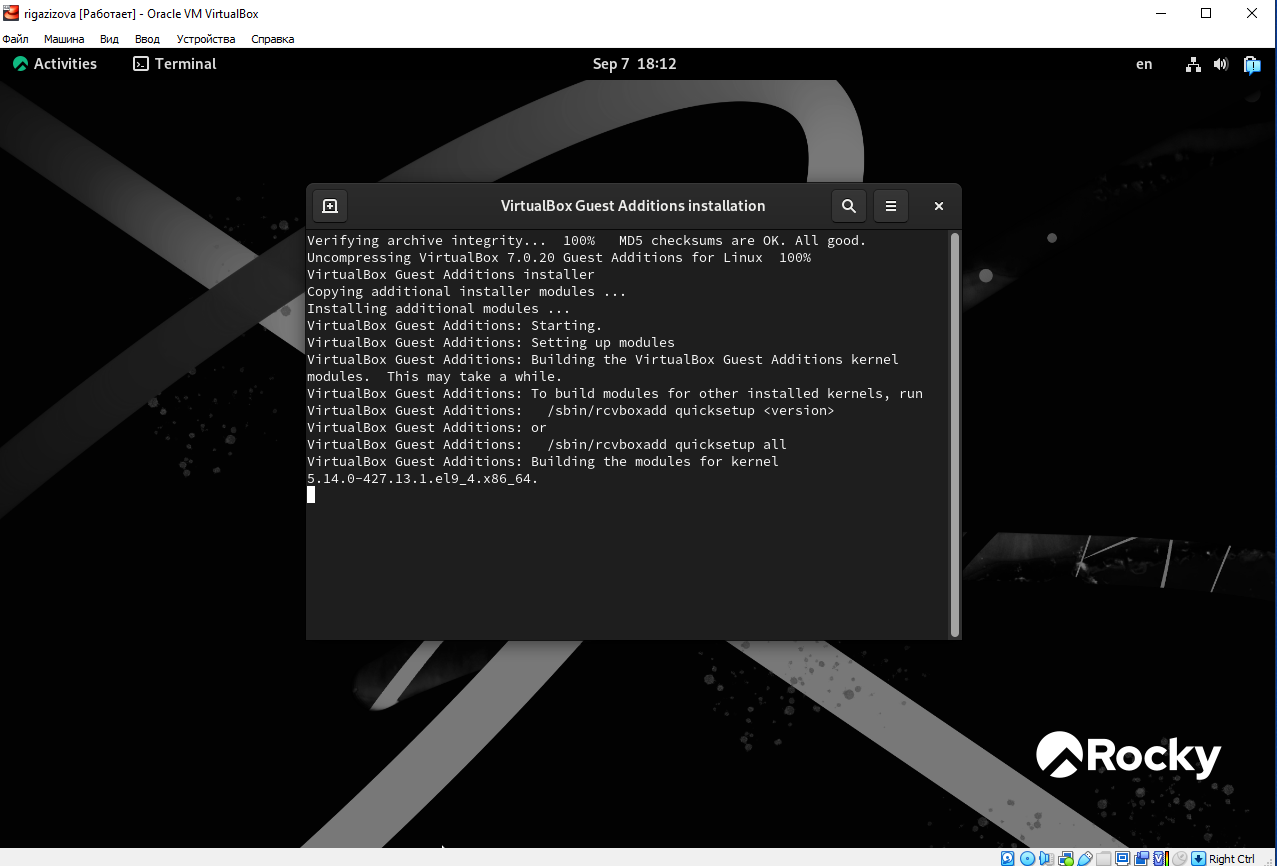 rigazizova [Работает] - Oracle VM VirtualBox
Файл Машина Вид Ввод Устройства Справка
Activities Terminal Sep 7 18:12 en
VirtualBox Guest Additions installation
Verifying archive integrity... 100% MD5 checksums are OK. All good.
Uncompressing VirtualBox 7.0.20 Guest Additions for Linux 100%
VirtualBox Guest Additions installer
Copying additional installer modules ...
Installing additional modules ...
VirtualBox Guest Additions: Starting.
VirtualBox Guest Additions: Setting up modules
VirtualBox Guest Additions: Building the VirtualBox Guest Additions kernel
modules. This may take a while.
VirtualBox Guest Additions: To build modules for other installed kernels, run
VirtualBox Guest Additions: /sbin/rcvboxadd quicksetup <version>
VirtualBox Guest Additions: or
VirtualBox Guest Additions: /sbin/rcvboxadd quicksetup all
VirtualBox Guest Additions: Building the modules for kernel
5.14.0-427.13.1.el9_4.x86_64.
Rocky
Right Ctrl